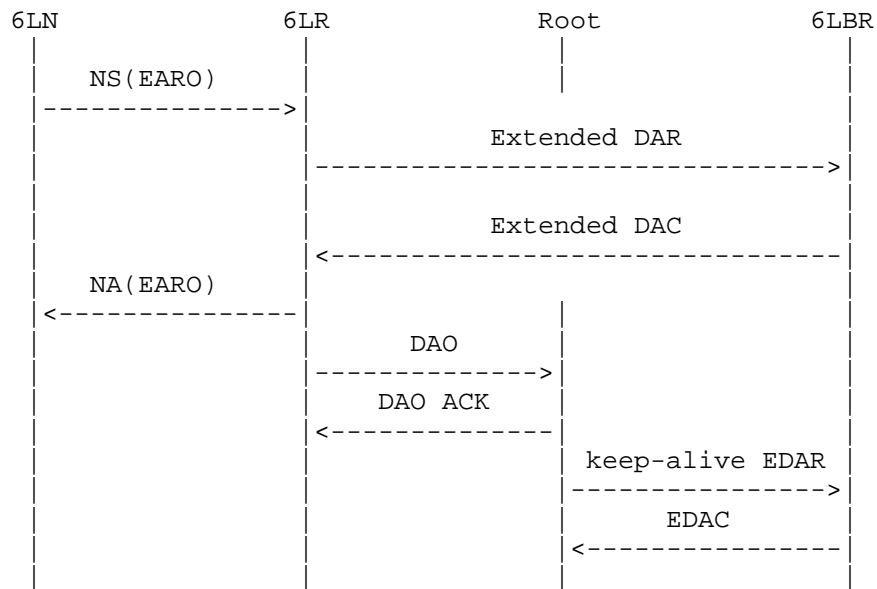 6LN 6LR Root 6LBR
NS(EARO)
Extended DAR
Extended DAC
NA(EARO)
DAO
DAO ACK
keep-alive EDAR
EDAC